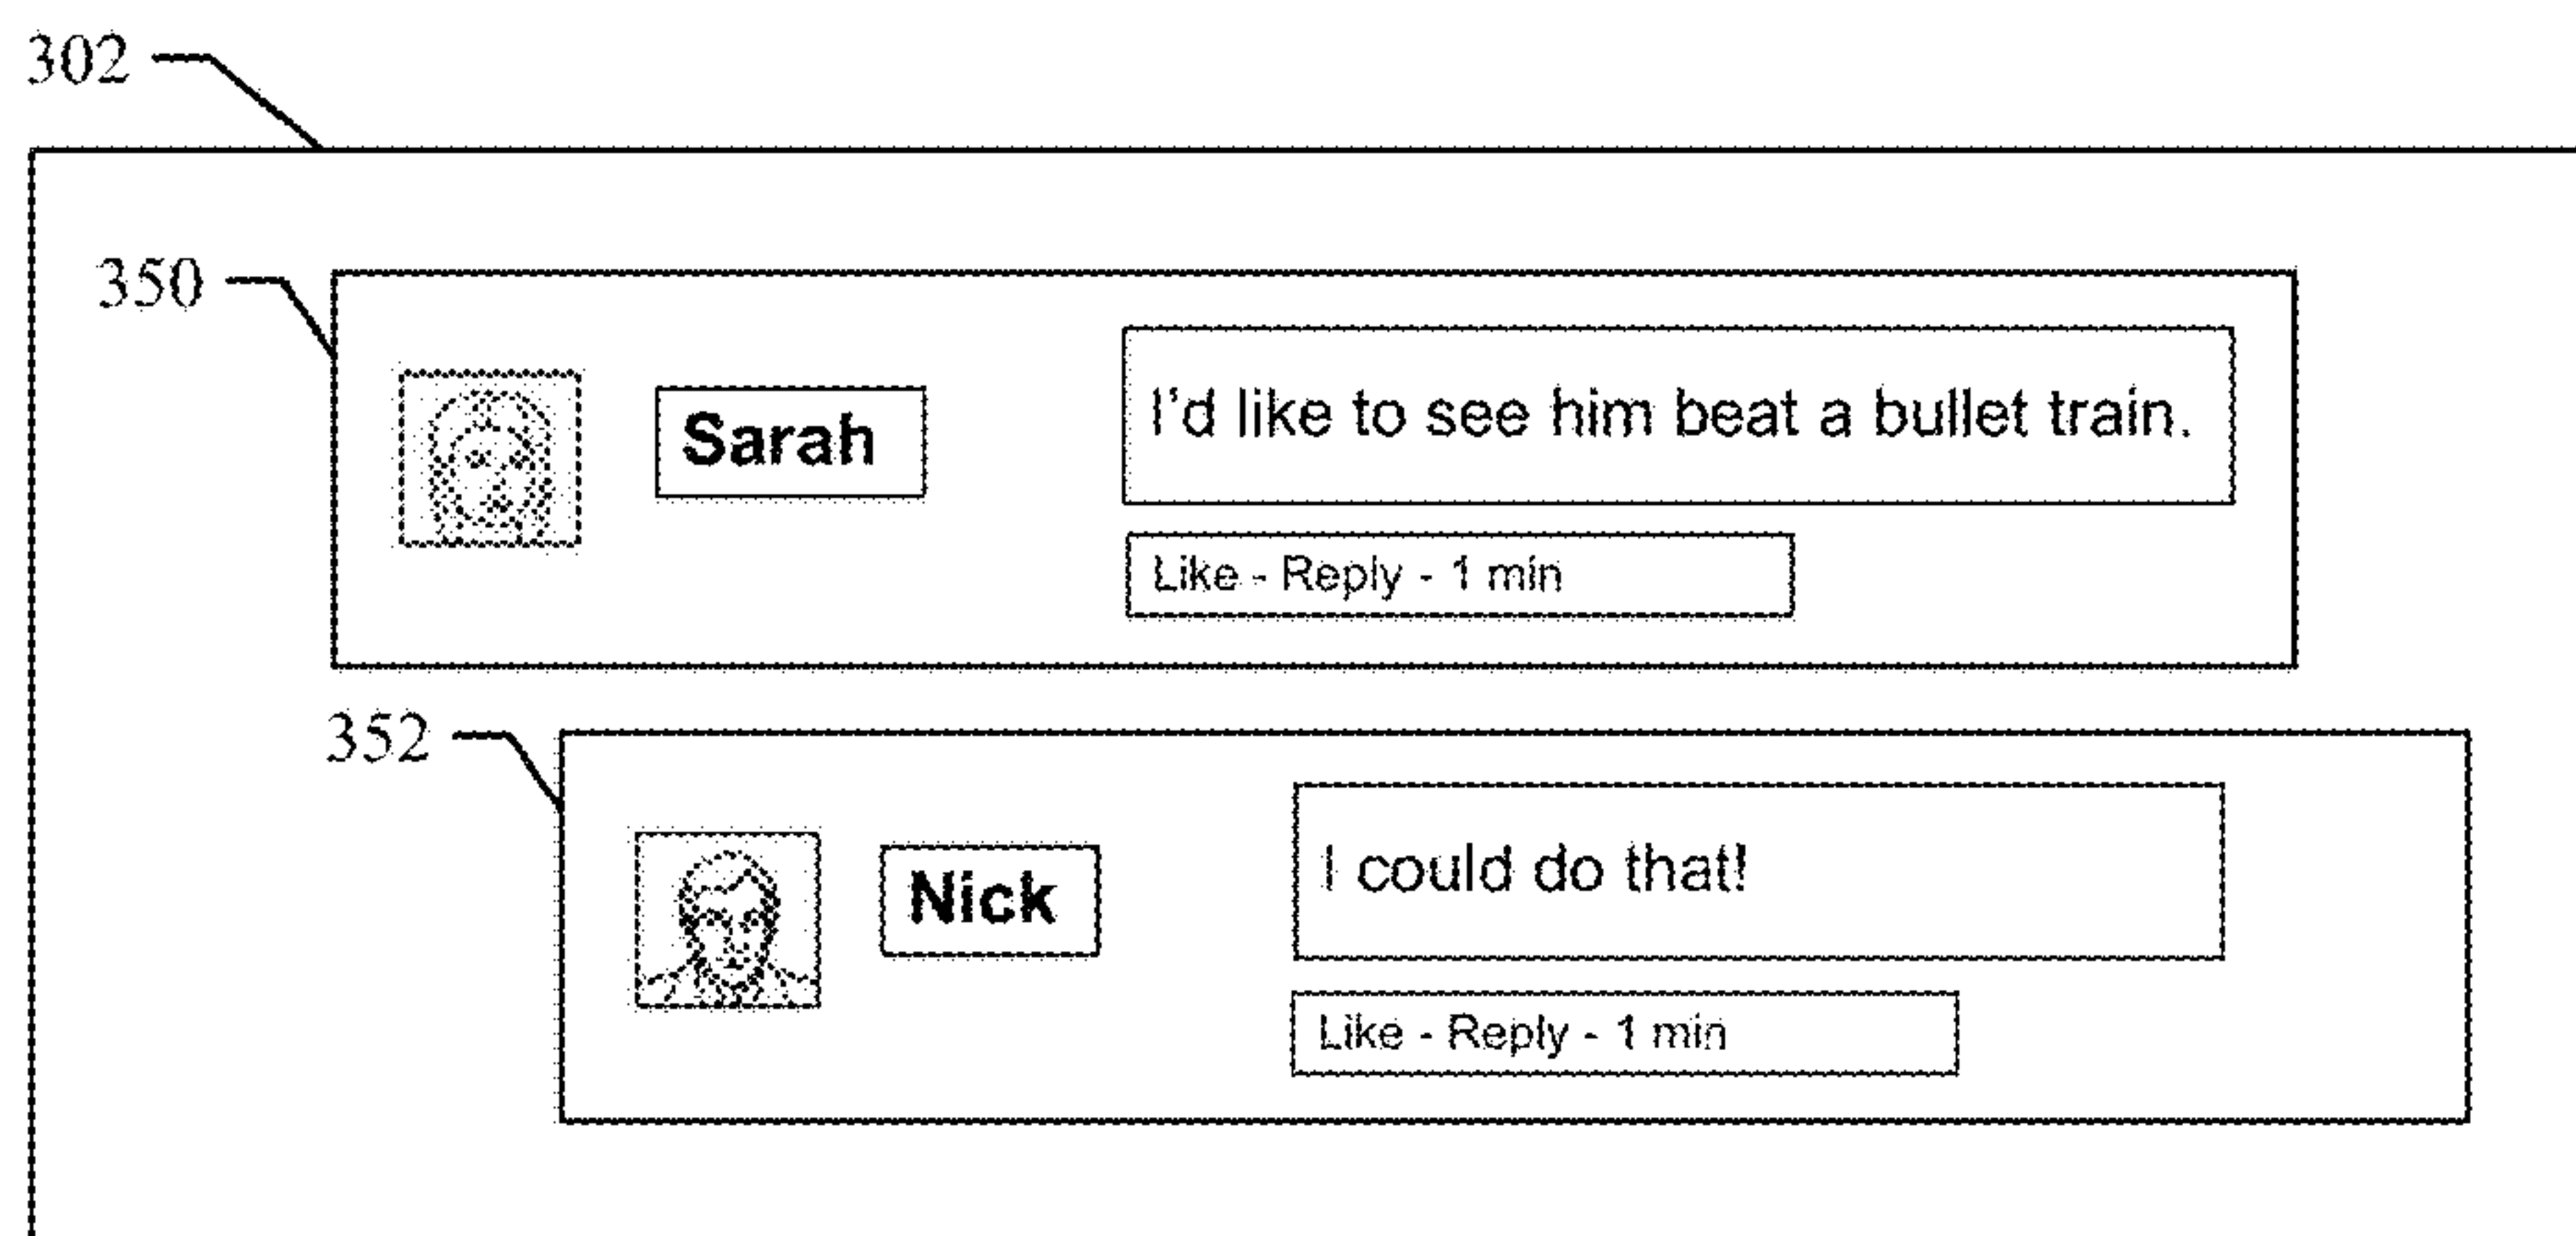 302
350
Sarah
I'd like to see him beat a bullet train.
Like - Reply - 1 min
352
Nick
I could do that!
Like - Reply - 1 min